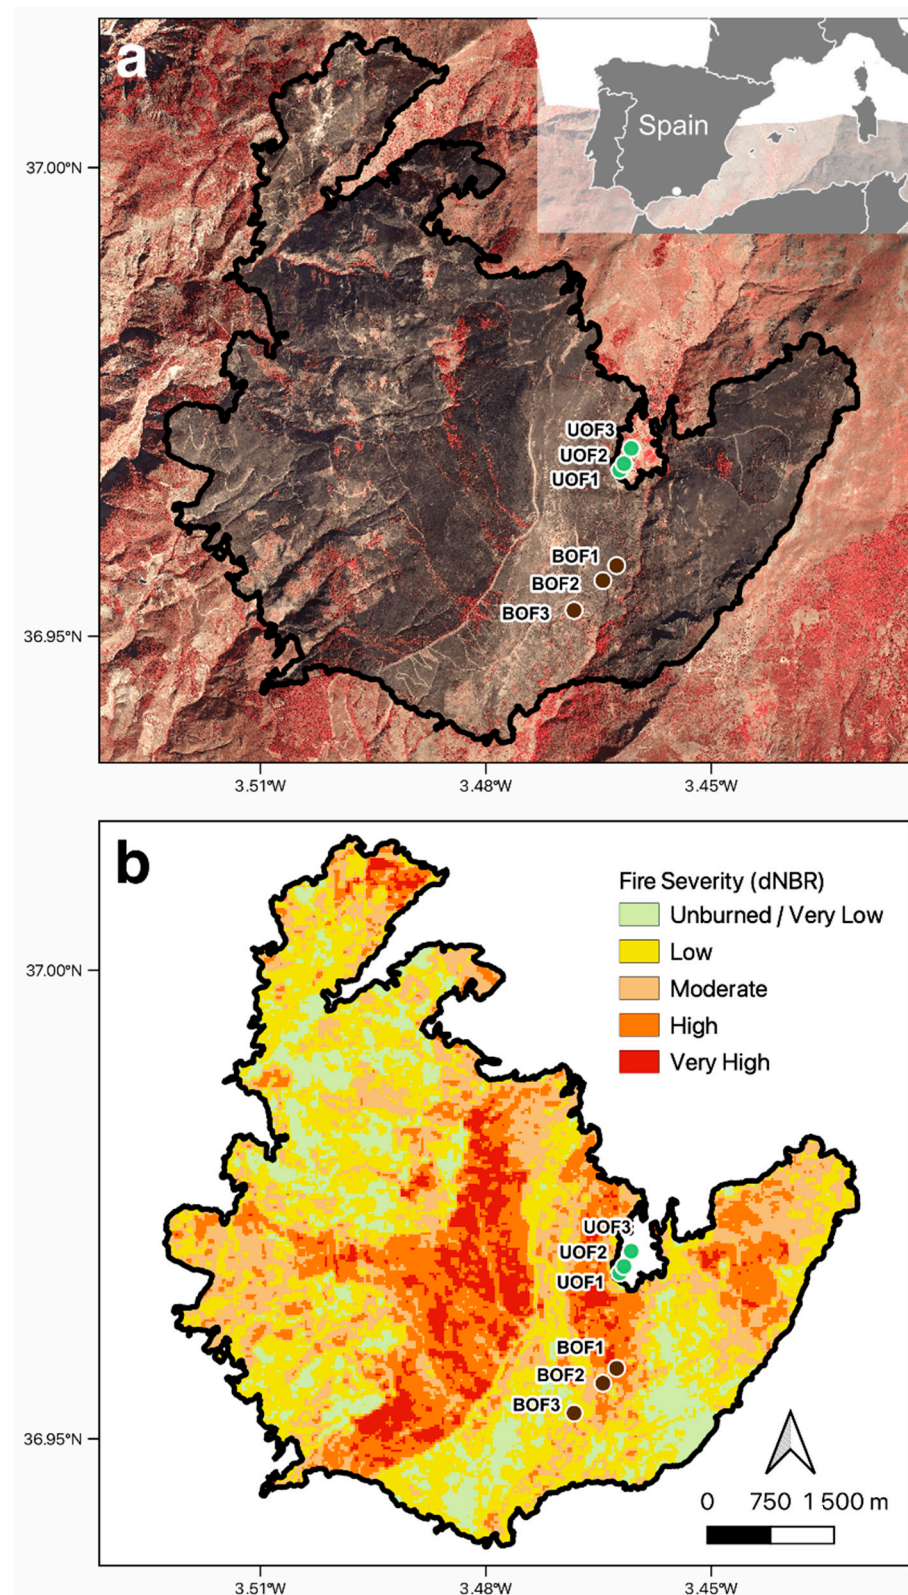 a
Spain
37.00°N
UOF3
UOF2
UOF1
BOF1
BOF2
BOF3
36.95°N
3.51°W
3.48°W
3.45°W
b
Fire Severity (dNBR)
Unburned / Very Low
Low
37.00°N
Moderate
High
Very High
UOF3
UOF2
UOF1
BOF1
BOF2
BOF3
36.95°N
0 750 1 500 m
3.51°W
3.48°W
3.45°W